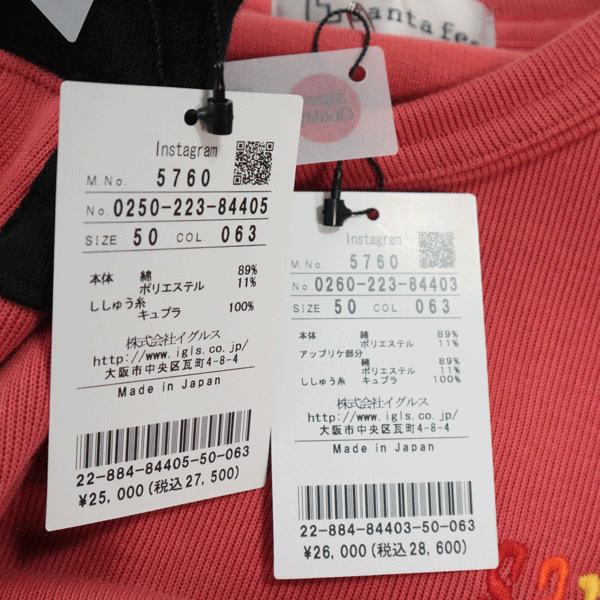 Santa fe
Instagram
M.No. 5760
No. 0250-223-84405
SIZE 50 COL. 063
本体 綿 89%
ポリエステル 11%
ししゅう糸
キュプラ 100%
株式会社イグルス
http://www.igls.co.jp/
大阪市中央区瓦町4-8-4
Made in Japan
22-884-84405-50-063
¥25,000(税込27,500)
Instagram
M.No. 5760
No. 0260-223-84403
SIZE 50 COL. 063
本体 綿 89%
ポリエステル 11%
アップリケ部分
綿 89%
ポリエステル 11%
ししゅう糸 キュプラ 100%
株式会社イグルス
http://www.igls.co.jp/
大阪市中央区瓦町4-8-4
Made in Japan
22-884-84403-50-063
¥26,000(税込28,600)